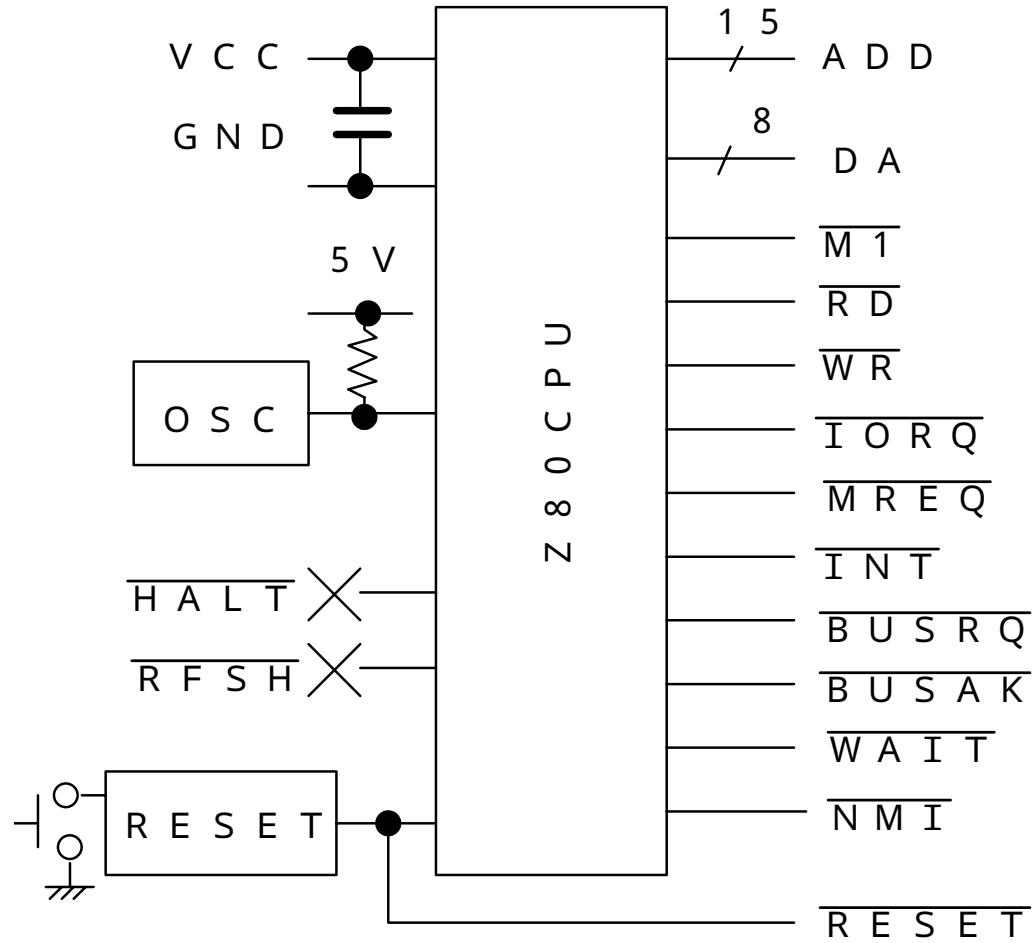 VCC
GND
5V
OSC
HALT
RFSH
RESET
Z80CPU
15
ADD
8
DA
M1
RD
WR
IORQ
MREQ
INT
BUSRQ
BUSAK
WAIT
NMI
RESET